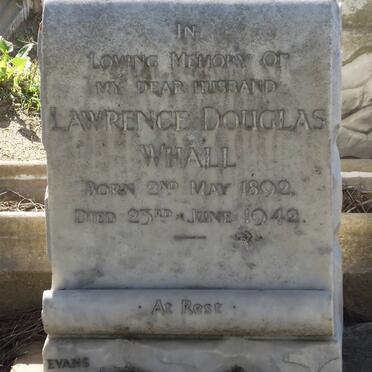 IN
LOVING MEMORY OF
MY DEAR HUSBAND
LAWRENCE DOUGLAS
WHALL
BORN 2ND MAY 1892.
DIED 23RD JUNE 1942.
· At Rest ·
EVANS